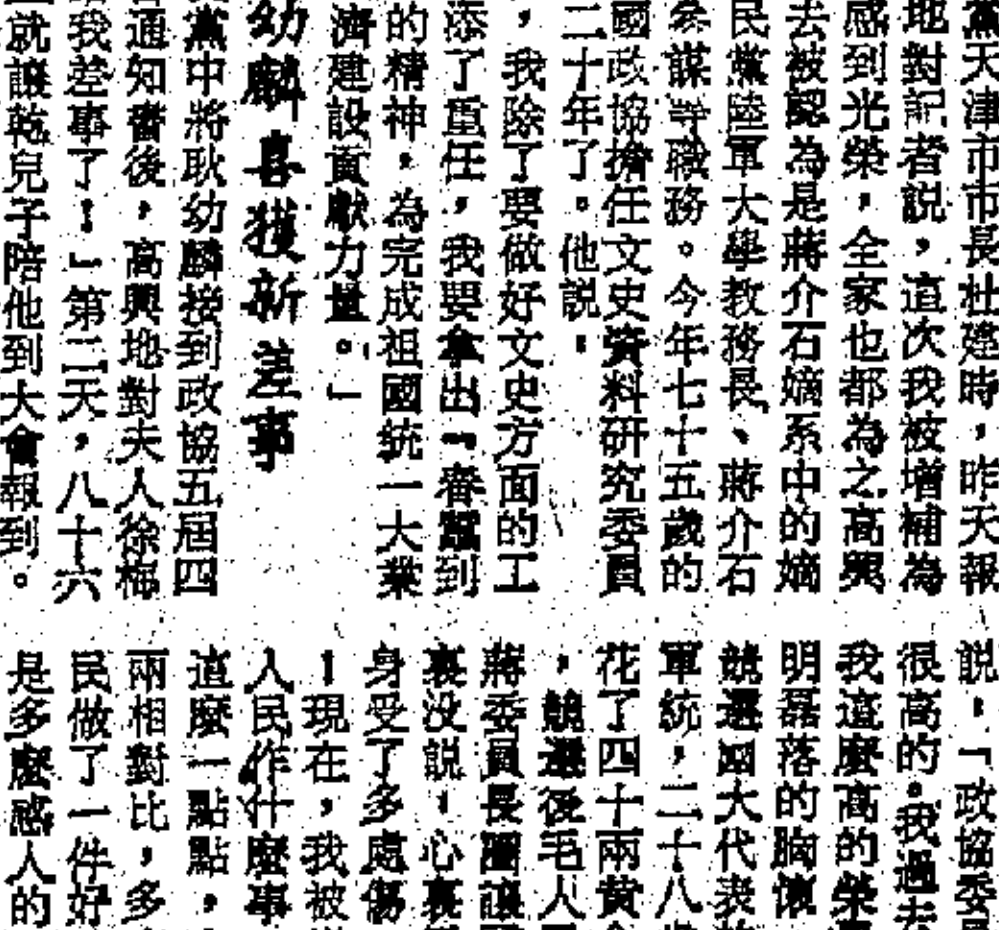 黨天津市市長杜建時，昨天報
地對記者説，這次我被增補為
感到光榮，全家也都為之高興
去被認為是蔣介石嫡系中的嫡
民黨陸軍大學教務長、蔣介石
參謀等職務。今年七十五歲的
國政協擔任文史資料研究委員
二十年了。他説：
，我除了要做好文史方面的工
添了重任，我要拿出「春蠶到
的精神，為完成祖國統一大業
濟建設貢獻力量。」
幼麟喜獲新差事
黨中將耿幼麟接到政協五屆四
通知書後，高興地對夫人徐梅
我差事了！」第二天，八十六
就讓乾兒子陪他到大會報到。
説：「政協委員
很高的。我過去
我這麼高的榮
明磊落的胸懷
競選國大代表
軍統，二十八
花了四十兩黄
，競選後毛人
蔣委員長還讓
裏没説！心裏
身受了多處傷
！現在，我被
人民作什麼事
這麼一點點，
兩相對比，多
民做了一件好
是多麼感人的